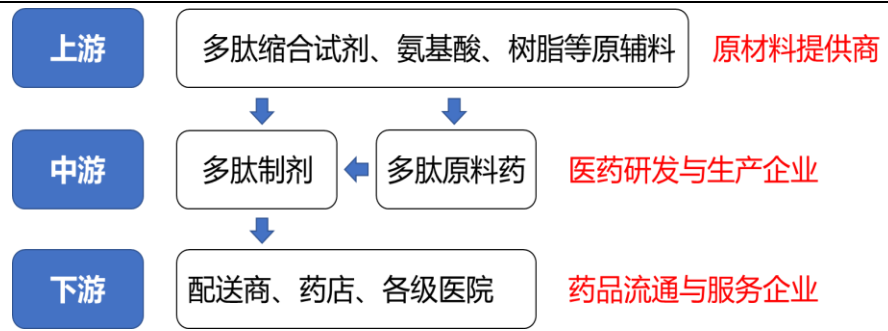 上游 多肽缩合试剂、氨基酸、树脂等原辅料 原材料提供商
中游 多肽制剂 多肽原料药 医药研发与生产企业
下游 配送商、药店、各级医院 药品流通与服务企业